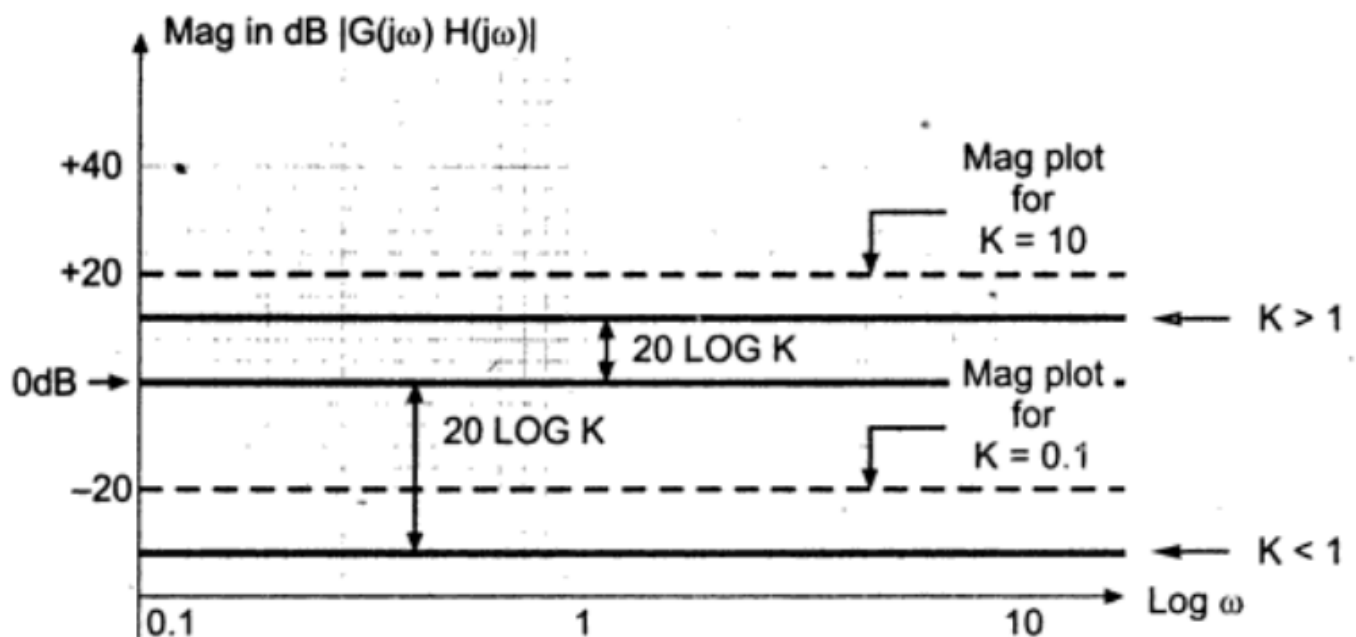 Mag in dB |G(jω) H(jω)|
+40
Mag plot
for
K = 10
+20
K > 1
20 LOG K
0dB
Mag plot
for
K = 0.1
20 LOG K
–20
K < 1
Log ω
0.1
1
10